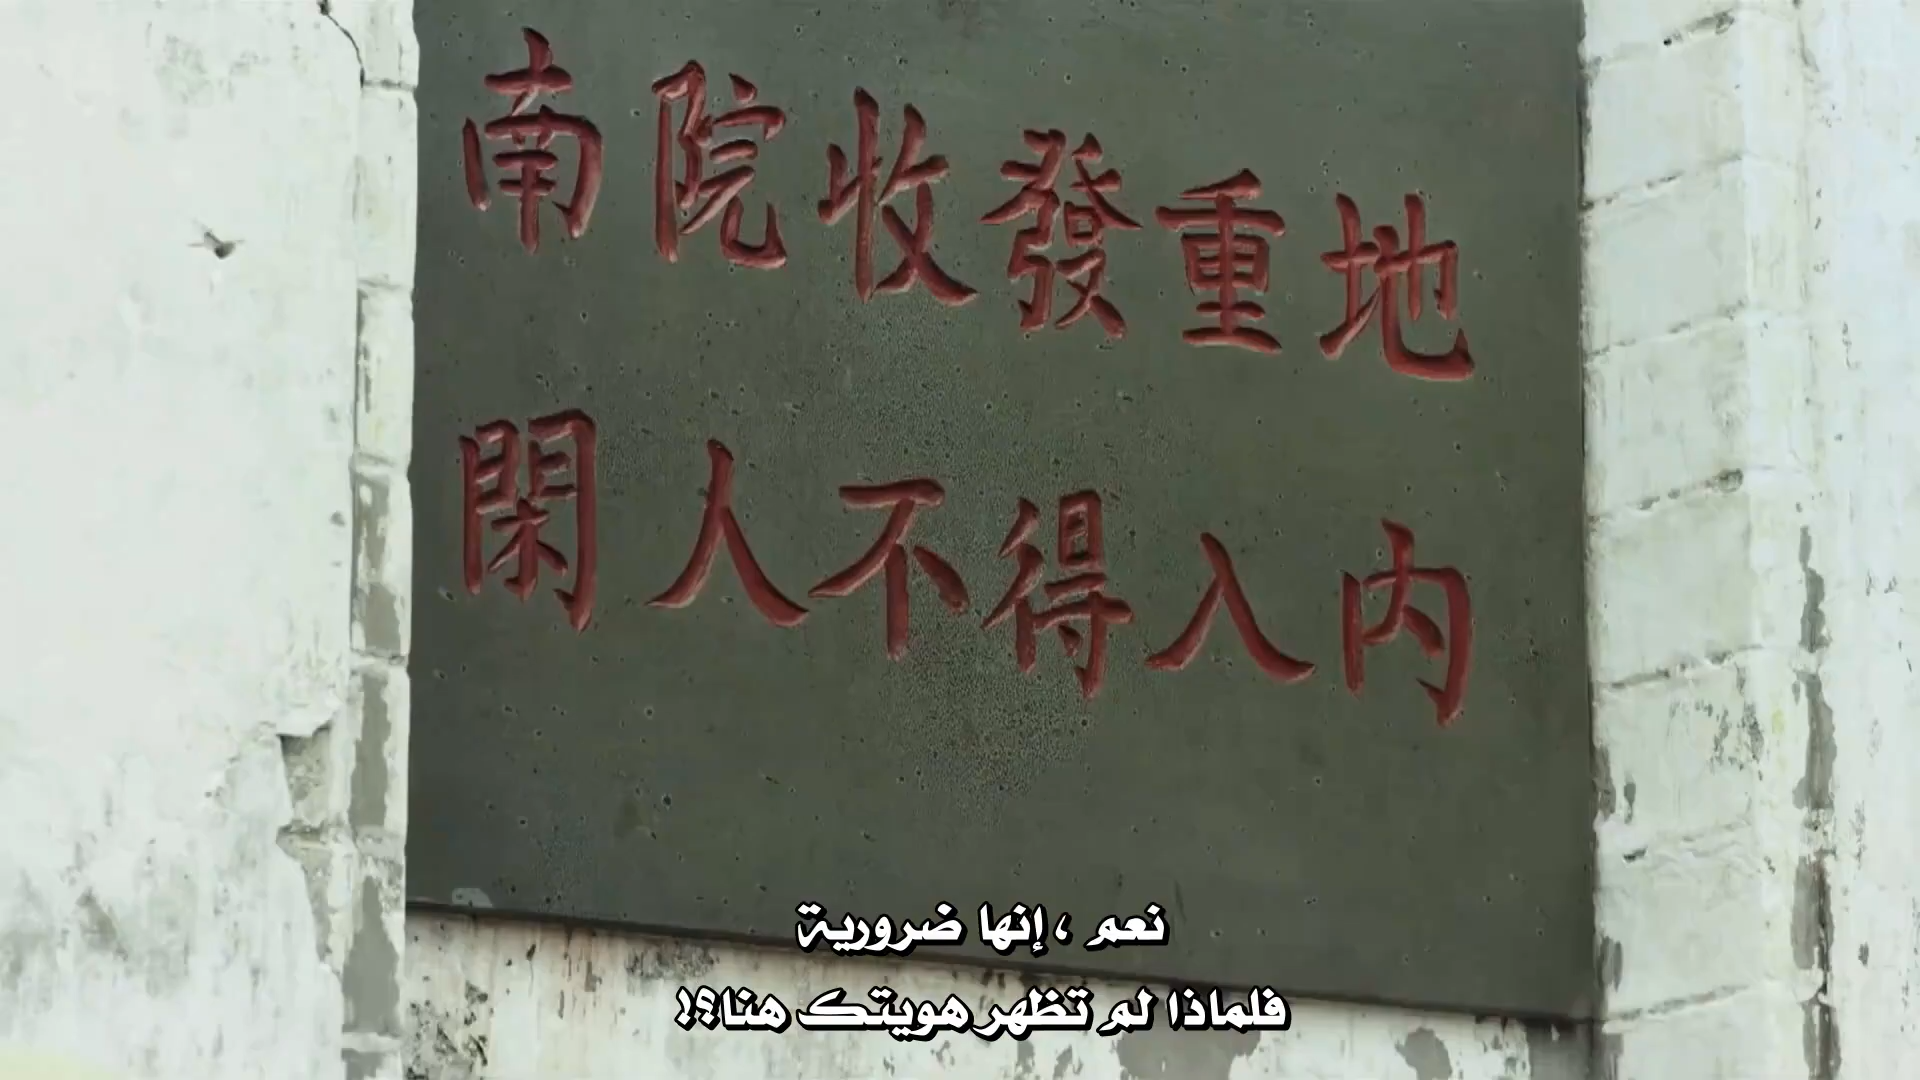 南院收發重地
閑人不得入内
نعم ، إنها ضرورية
فلماذا لم تظهر هويتك هنا؟!